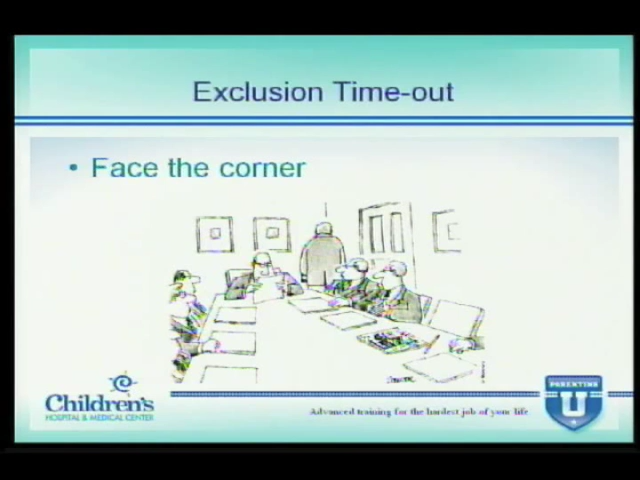 Exclusion Time-out
• Face the corner
Children's
HOSPITAL & MEDICAL CENTER
Advanced training for the hardest job of your life
PARENTING
U